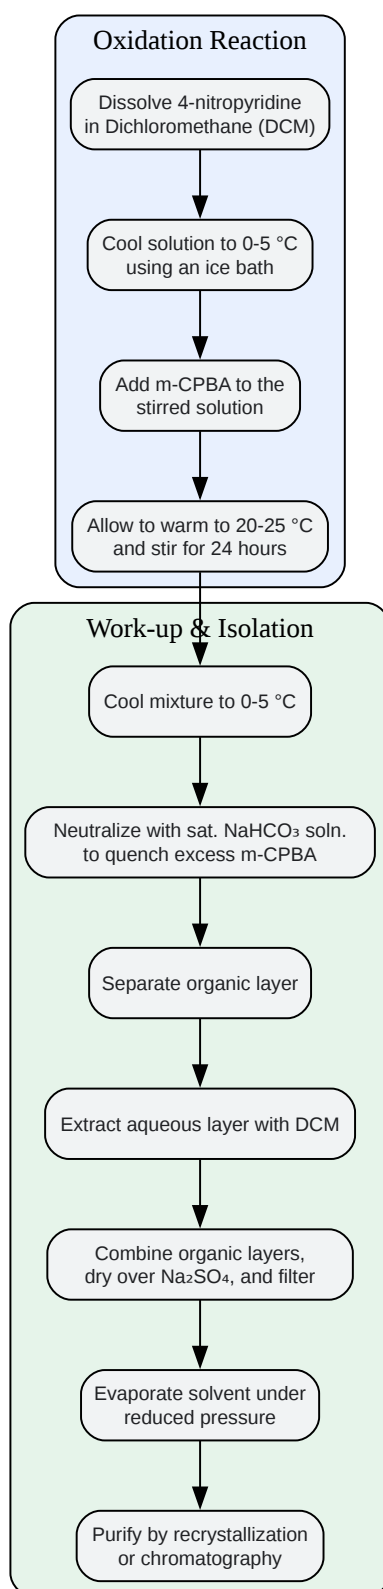 Oxidation Reaction
Dissolve 4-nitropyridine
in Dichloromethane (DCM)
Cool solution to 0-5 °C
using an ice bath
Add m-CPBA to the
stirred solution
Allow to warm to 20-25 °C
and stir for 24 hours
Work-up & Isolation
Cool mixture to 0-5 °C
Neutralize with sat. NaHCO₃ soln.
to quench excess m-CPBA
Separate organic layer
Extract aqueous layer with DCM
Combine organic layers,
dry over Na₂SO₄, and filter
Evaporate solvent under
reduced pressure
Purify by recrystallization
or chromatography